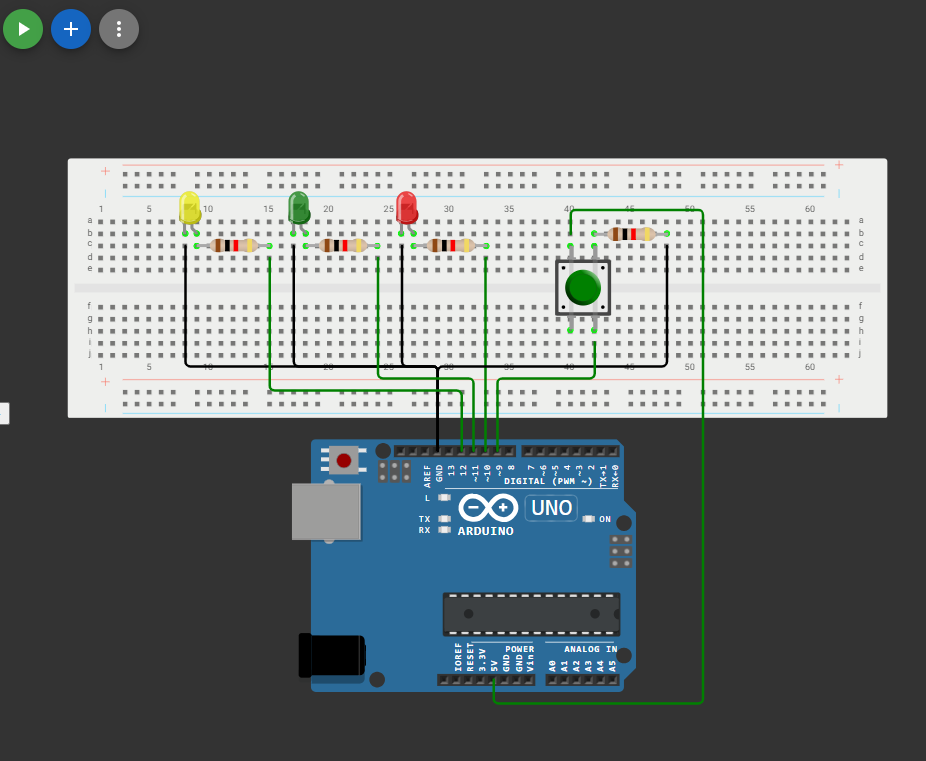 1 5 10 15 20 25 30 35 40 45 50 55 60
a a
b b
c c
d d
e e
f f
g g
h h
i i
j j
1 5 10 15 20 25 30 35 40 45 50 55 60
AREF GND 13 12 ~11 ~10 ~9 8 7 ~6 ~5 4 ~3 2 TX→1 RX←0
DIGITAL (PWM ~)
L
TX
RX
UNO
ON
ARDUINO
POWER ANALOG IN
IOREF RESET 3.3V 5V GND GND Vin A0 A1 A2 A3 A4 A5